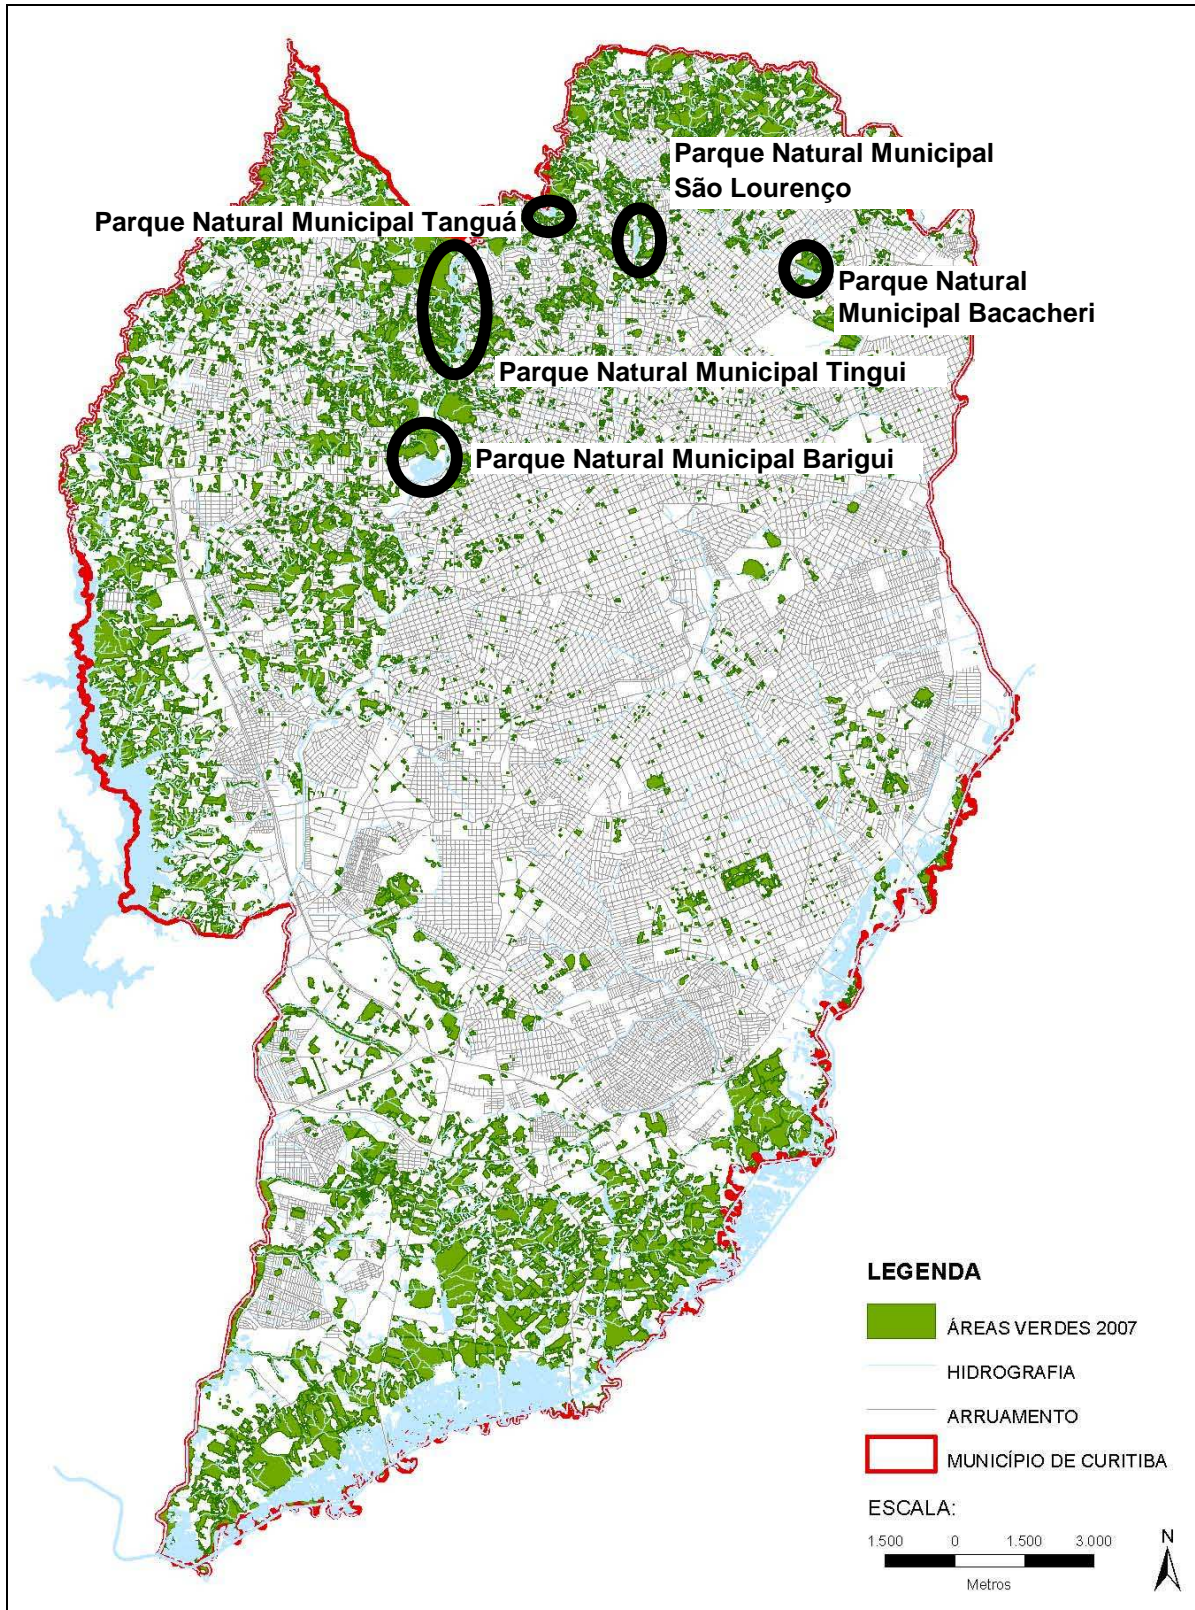 Parque Natural Municipal
São Lourenço
Parque Natural Municipal Tanguá
Parque Natural
Municipal Bacacheri
Parque Natural Municipal Tingui
Parque Natural Municipal Barigui
LEGENDA
ÁREAS VERDES 2007
HIDROGRAFIA
ARRUAMENTO
MUNICÍPIO DE CURITIBA
ESCALA:
1.500 0 1.500 3.000
Metros
N